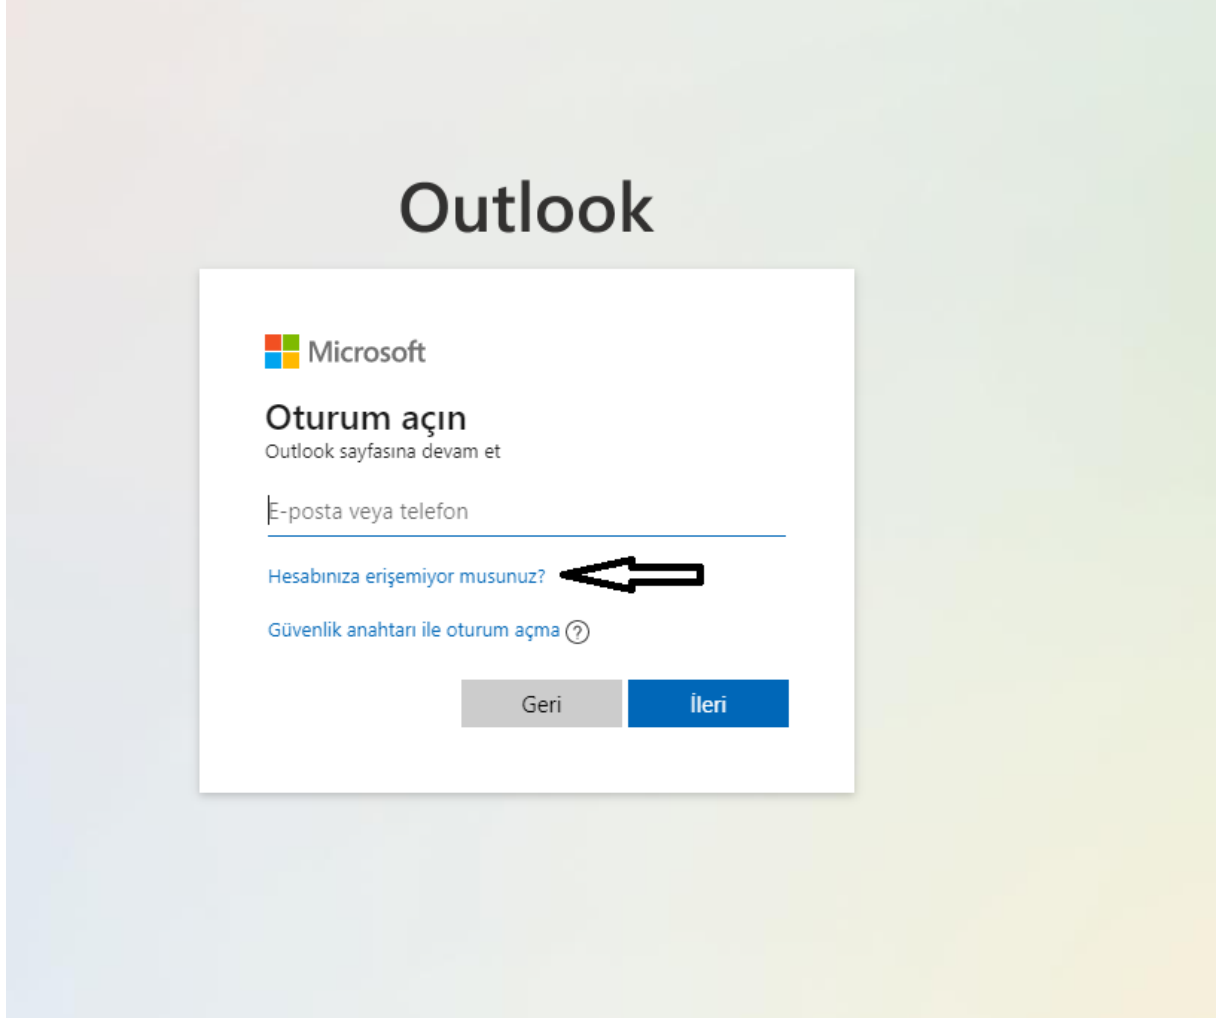 Outlook
Microsoft
Oturum açın
Outlook sayfasına devam et
E-posta veya telefon
Hesabınıza erişemiyor musunuz?
Güvenlik anahtarı ile oturum açma ?
Geri
İleri